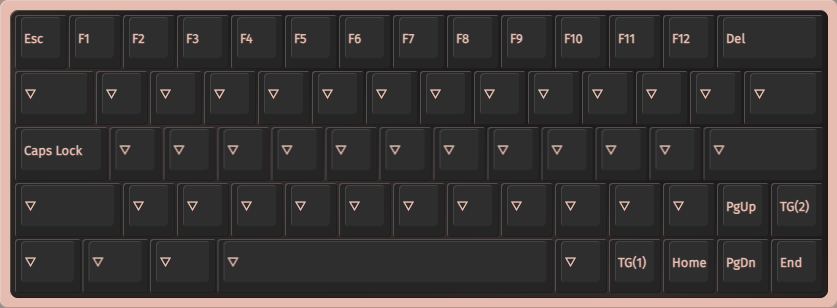 Esc F1 F2 F3 F4 F5 F6 F7 F8 F9 F10 F11 F12 Del
▽ ▽ ▽ ▽ ▽ ▽ ▽ ▽ ▽ ▽ ▽ ▽ ▽ ▽
Caps Lock ▽ ▽ ▽ ▽ ▽ ▽ ▽ ▽ ▽ ▽ ▽ ▽
▽ ▽ ▽ ▽ ▽ ▽ ▽ ▽ ▽ ▽ ▽ ▽ PgUp TG(2)
▽ ▽ ▽ ▽ ▽ TG(1) Home PgDn End